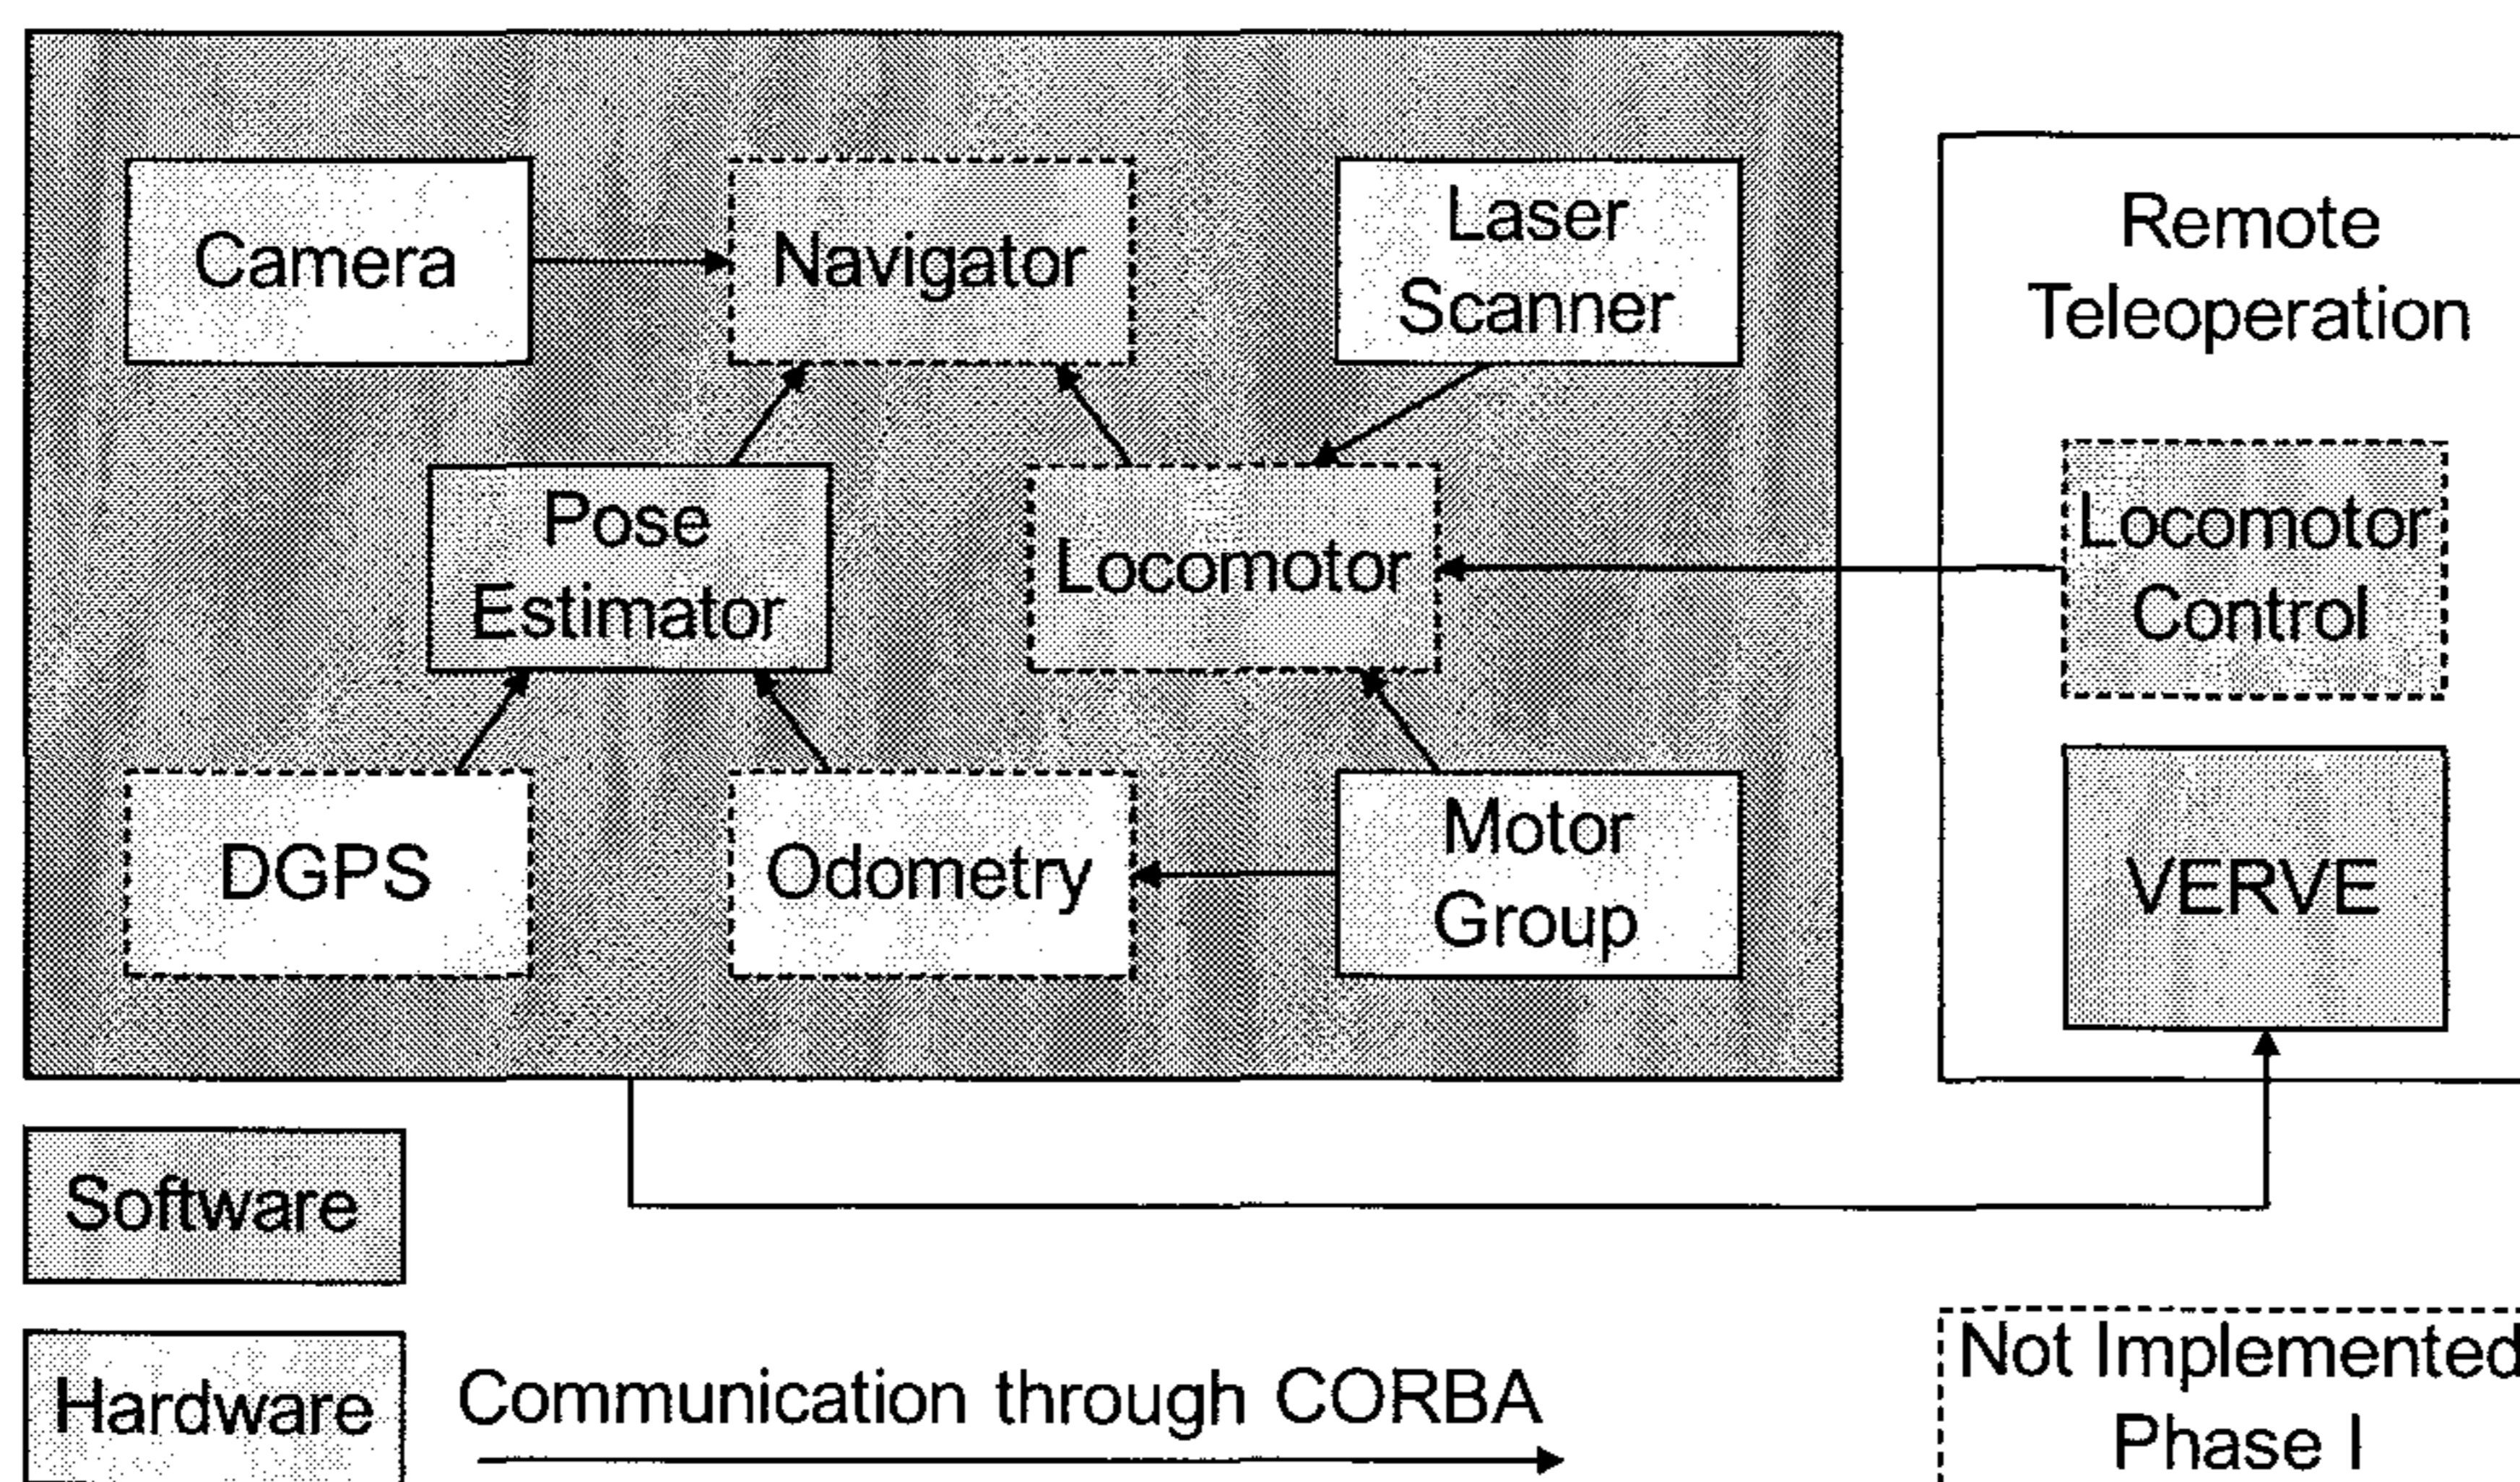 Camera
Navigator
Laser
Scanner
Remote
Teleoperation
Pose
Estimator
Locomotor
Locomotor
Control
DGPS
Odometry
Motor
Group
VERVE
Software
Hardware
Communication through CORBA
Not Implemented
Phase I